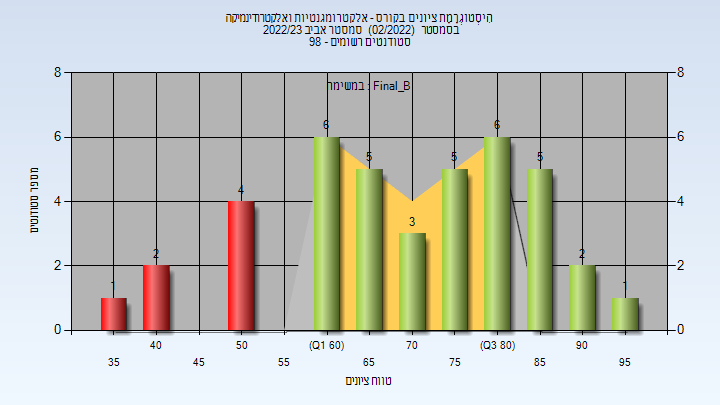 היסטוגרמת ציונים בקורס - אלקטרומגנטיות ואלקטרודינמיקה
בסמסטר (02/2022) סמסטר אביב 2022/23
סטודנטים רשומים - 98
במשימה : Final_B
8 8
6 6
4 4
2 2
0 0
מספר סטודנטים
1 2 4 6 5 3 5 6 5 2 1
40 50 (Q1 60) 70 (Q3 80) 90
35 45 55 65 75 85 95
טווח ציונים